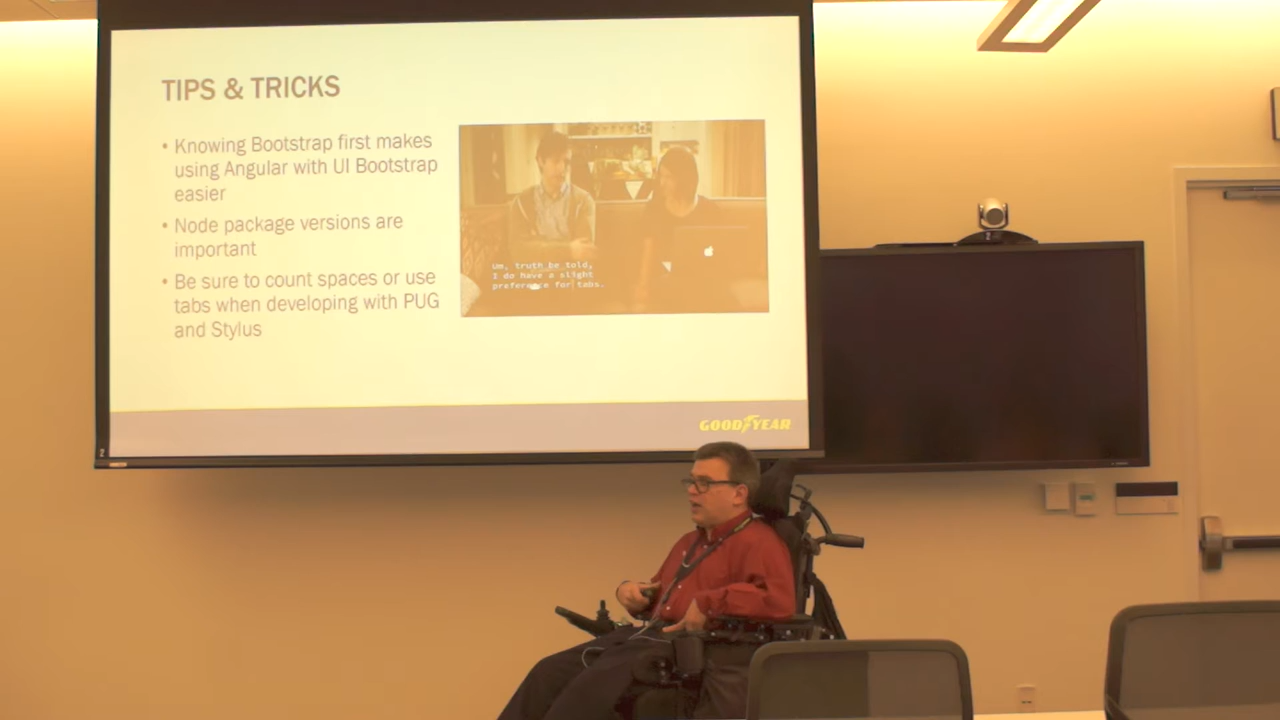 TIPS & TRICKS
• Knowing Bootstrap first makes
using Angular with UI Bootstrap
easier
• Node package versions are
important
• Be sure to count spaces or use
tabs when developing with PUG
and Stylus
Um, truth be told,
I do have a slight
preference for tabs.
GOODYEAR